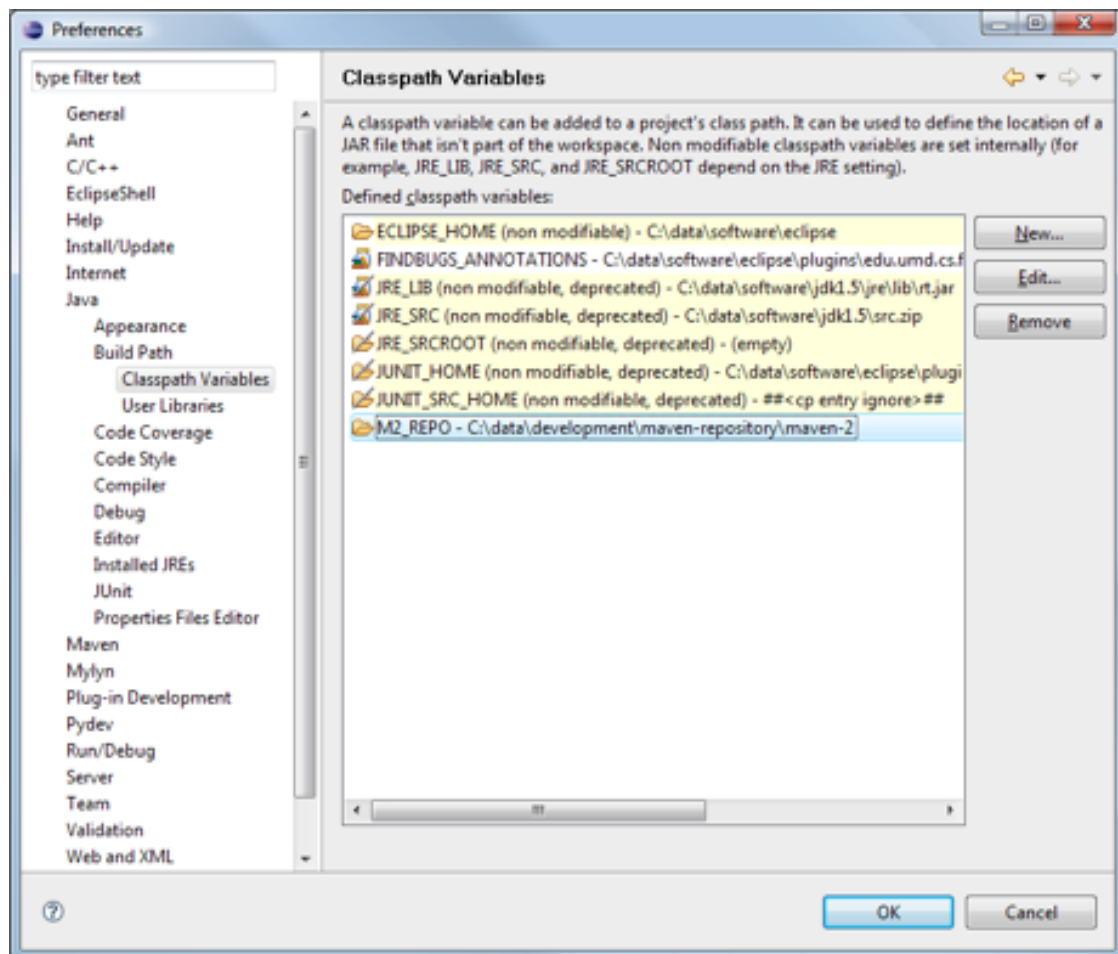 Preferences
type filter text
General
Ant
C/C++
EclipseShell
Help
Install/Update
Internet
Java
Appearance
Build Path
Classpath Variables
User Libraries
Code Coverage
Code Style
Compiler
Debug
Editor
Installed JREs
JUnit
Properties Files Editor
Maven
Mylyn
Plug-in Development
Pydev
Run/Debug
Server
Team
Validation
Web and XML
Classpath Variables
A classpath variable can be added to a project's class path. It can be used to define the location of a
JAR file that isn't part of the workspace. Non modifiable classpath variables are set internally (for
example, JRE_LIB, JRE_SRC, and JRE_SRCROOT depend on the JRE setting).
Defined classpath variables:
ECLIPSE_HOME (non modifiable) - C:\data\software\eclipse
FINDBUGS_ANNOTATIONS - C:\data\software\eclipse\plugins\edu.umd.cs.f
JRE_LIB (non modifiable, deprecated) - C:\data\software\jdk1.5\jre\lib\rt.jar
JRE_SRC (non modifiable, deprecated) - C:\data\software\jdk1.5\src.zip
JRE_SRCROOT (non modifiable, deprecated) - (empty)
JUNIT_HOME (non modifiable, deprecated) - C:\data\software\eclipse\plugi
JUNIT_SRC_HOME (non modifiable, deprecated) - ##<cp entry ignore>##
M2_REPO - C:\data\development\maven-repository\maven-2
New...
Edit...
Remove
OK
Cancel